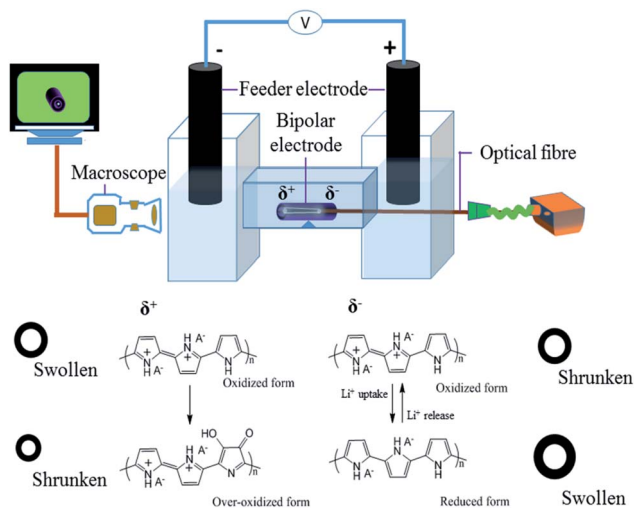 V
-
+
Feeder electrode
Bipolar
electrode
Optical fibre
Macroscope
δ+
δ-
δ+
δ-
Swollen
N
H
A-
+
H
N
A-
+
N
H
n
Oxidized form
N
H
A-
+
H
N
A-
+
N
H
n
Oxidized form
Shrunken
Li+ uptake
Li+ release
Shrunken
N
H
A-
+
H
N
A-
+
HO
O
N
n
Over-oxidized form
N
H
A-
H
N
A-
N
H
n
Reduced form
Swollen